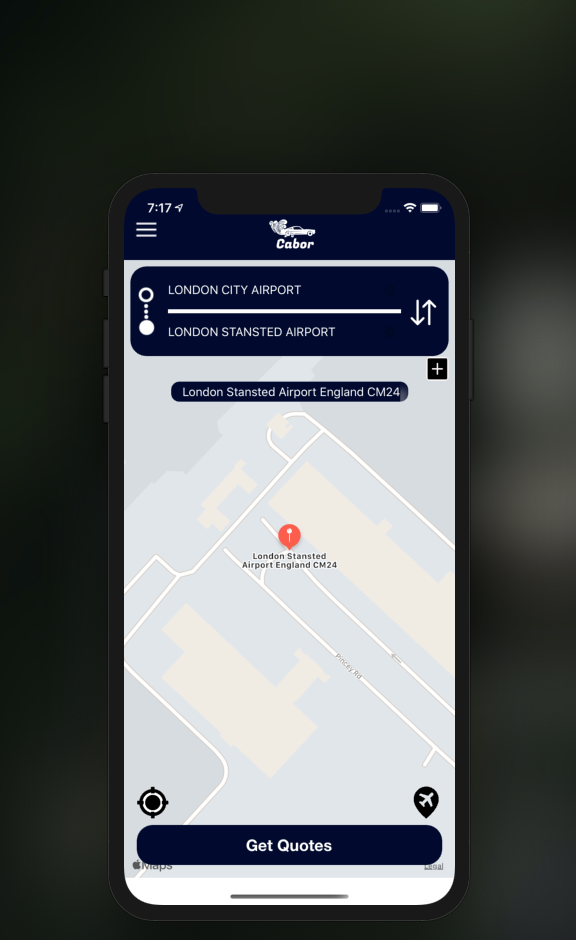 7:17
Cabor
LONDON CITY AIRPORT
LONDON STANSTED AIRPORT
London Stansted Airport England CM24
London Stansted
Airport England CM24
Pincey Rd
Get Quotes
Maps
Legal